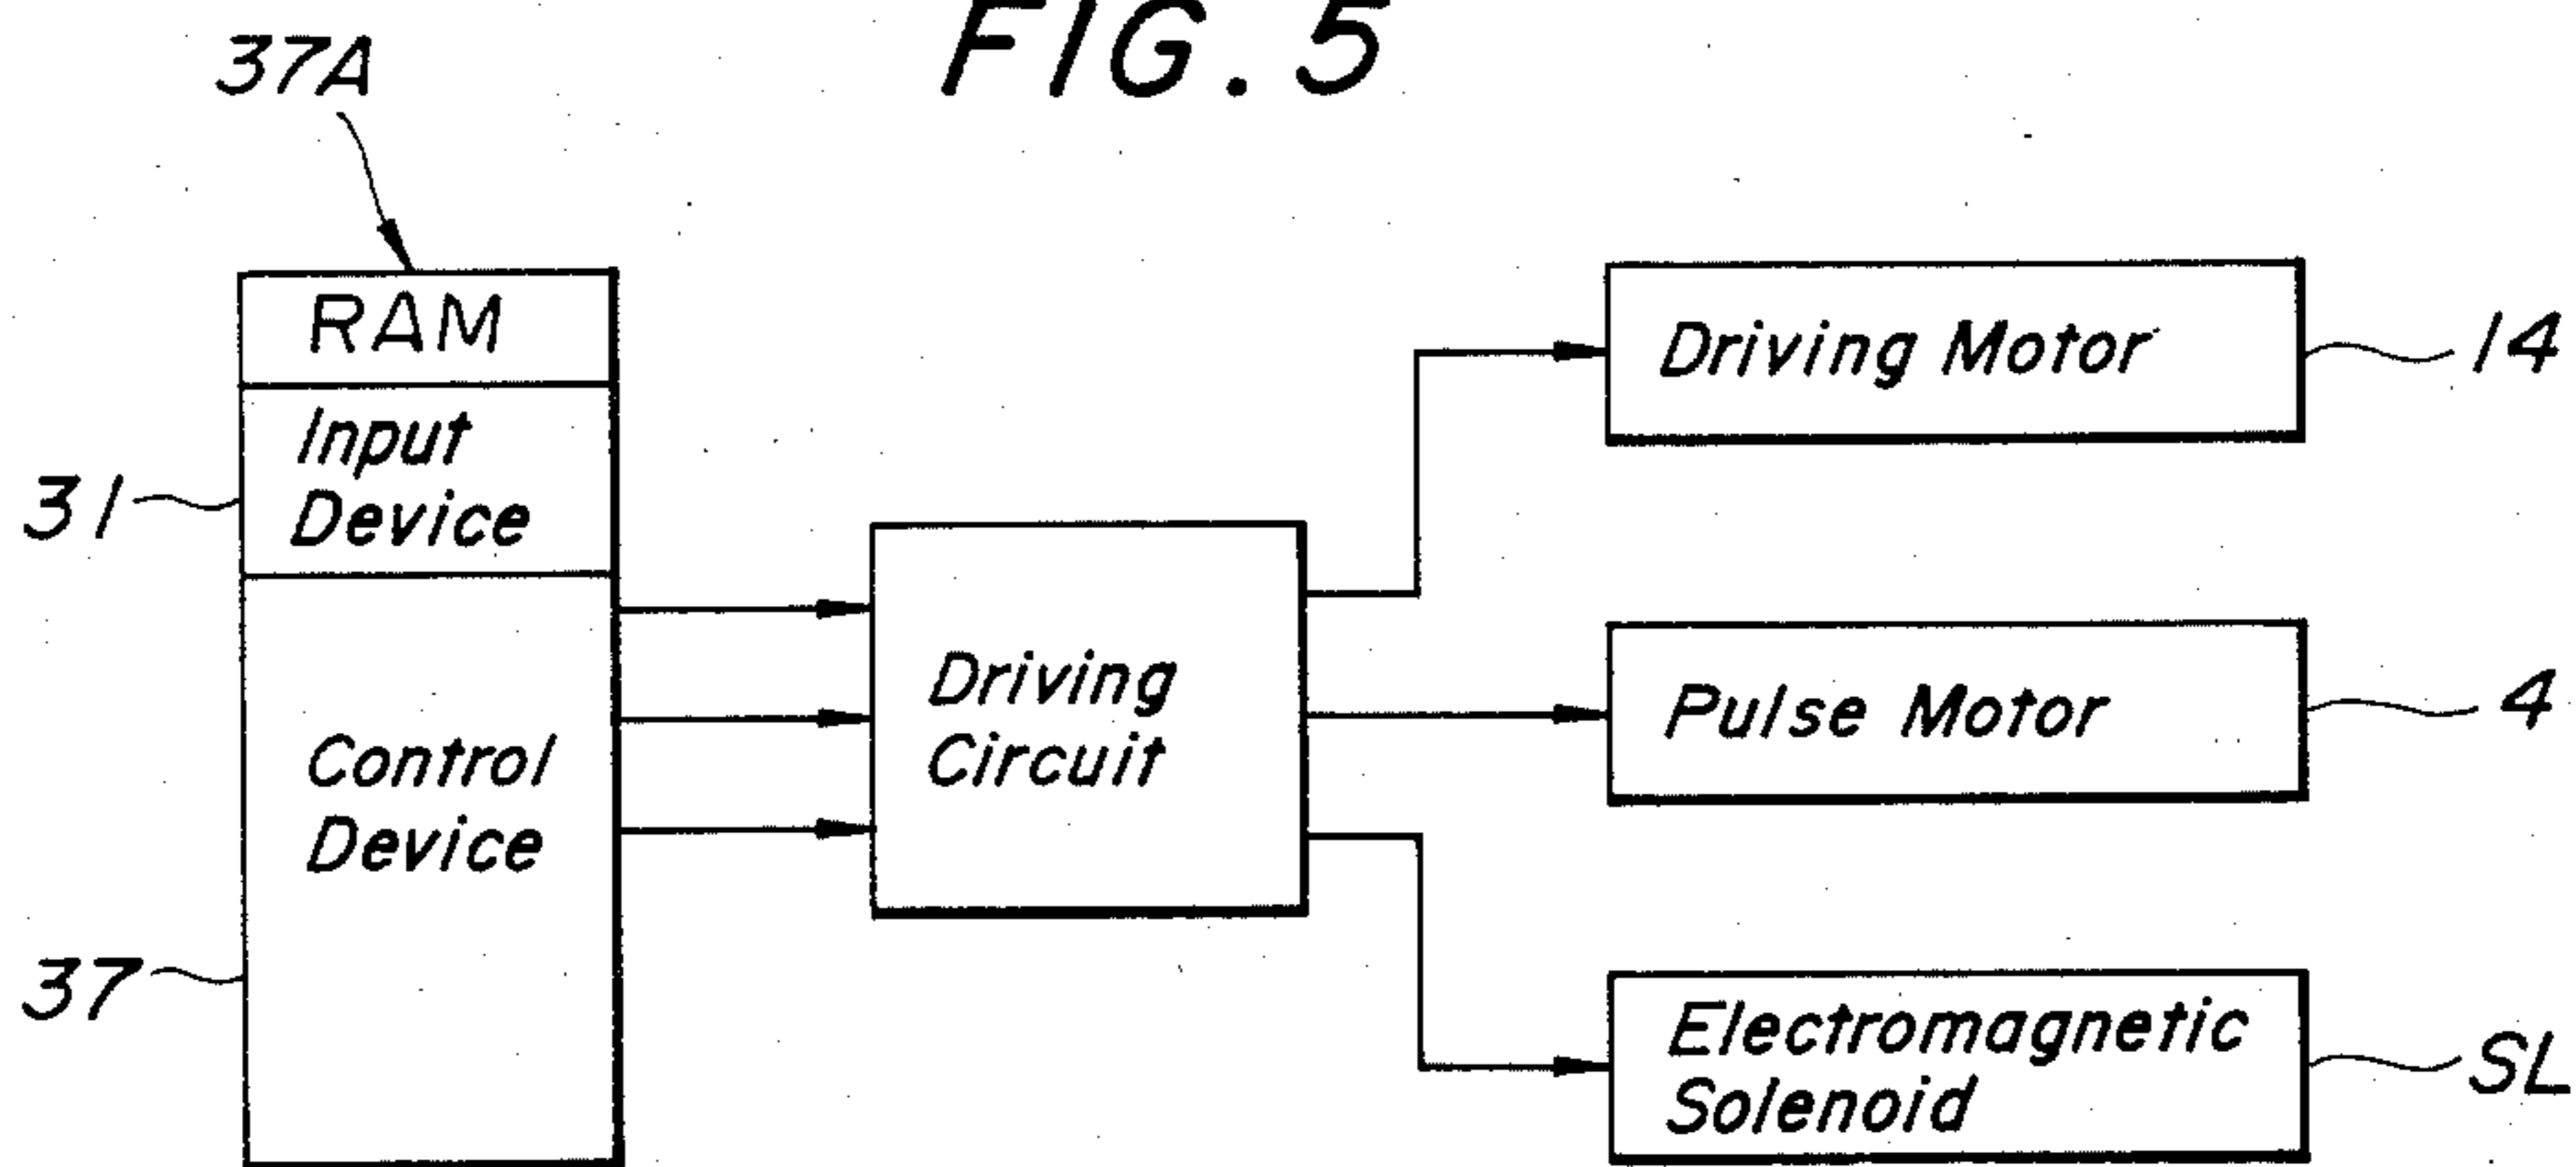 FIG. 5
37A
RAM
Input
Device
31
Control
Device
37
Driving
Circuit
Driving Motor
14
Pulse Motor
4
Electromagnetic
Solenoid
SL